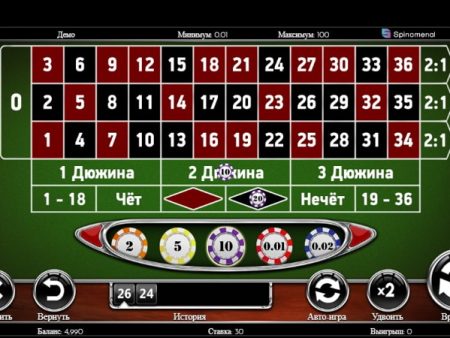 Демо Минимум: 0.01 Максимум: 100 Spinomenal
3 6 9 12 15 18 21 24 27 30 33 36 2:1
0 2 5 8 11 14 17 20 23 26 29 32 35 2:1
1 4 7 10 13 16 19 22 25 28 31 34 2:1
1 Дюжина 2 Дюжина 3 Дюжина
10
1 - 18 Чёт 20 Нечёт 19 - 36
2 5 10 0.01 0.02
26 24 x2
Вернуть История Авто-игра Удвоить
Баланс: 4,990 Ставка: 30 Выигрыш: 0